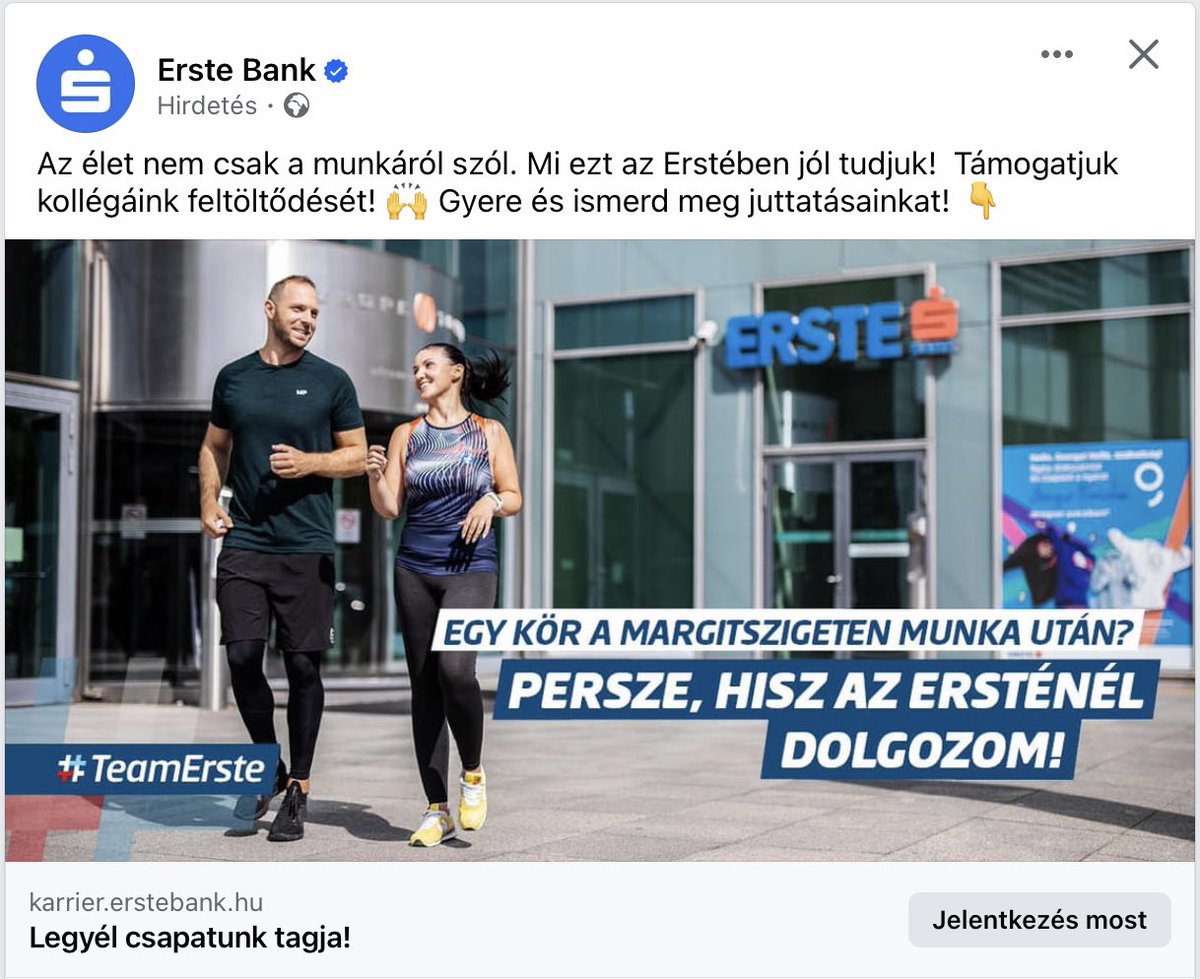 Erste Bank
Hirdetés ·
Az élet nem csak a munkáról szól. Mi ezt az Erstében jól tudjuk! Támogatjuk
kollégáink feltöltődését! 🙌 Gyere és ismerd meg juttatásainkat! 👇
ERSTE
EGY KÖR A MARGITSZIGETEN MUNKA UTÁN?
PERSZE, HISZ AZ ERSTÉNÉL
DOLGOZOM!
#TeamErste
karrier.erstebank.hu
Legyél csapatunk tagja!
Jelentkezés most